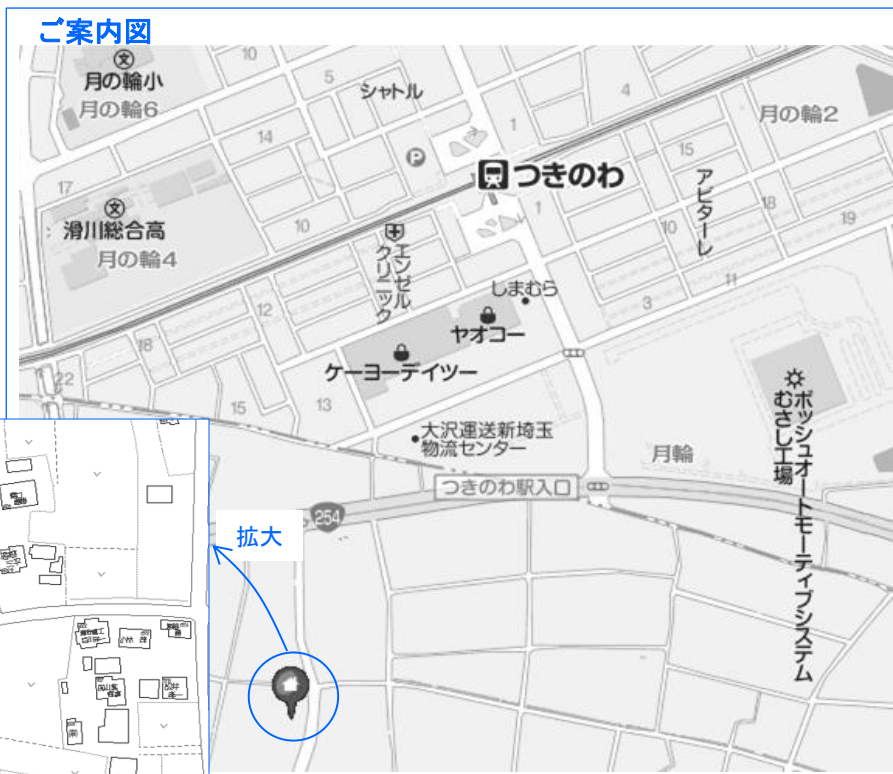 ご案内図
月の輪小
月の輪6
10
5
シャトル
4
月の輪2
1
14
P
15
17
つきのわ
アビターレ
滑川総合高
月の輪4
10
1
10
18
19
エンゼル
クリニック
しまむら
11
3
12
ヤオコー
18
ケーヨーデイツー
22
15
13
大沢運送新埼玉
物流センター
月輪
ボッシュオートモーティブシステム
むさし工場
つきのわ駅入口
254
拡大